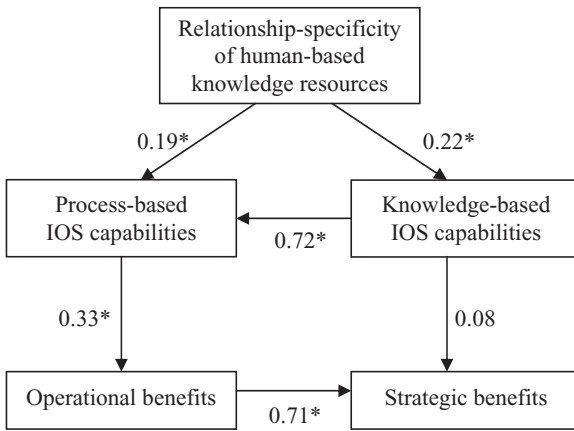 Relationship-specificity
of human-based
knowledge resources
0.19*
0.22*
Process-based
IOS capabilities
Knowledge-based
IOS capabilities
0.72*
0.33*
0.08
Operational benefits
Strategic benefits
0.71*